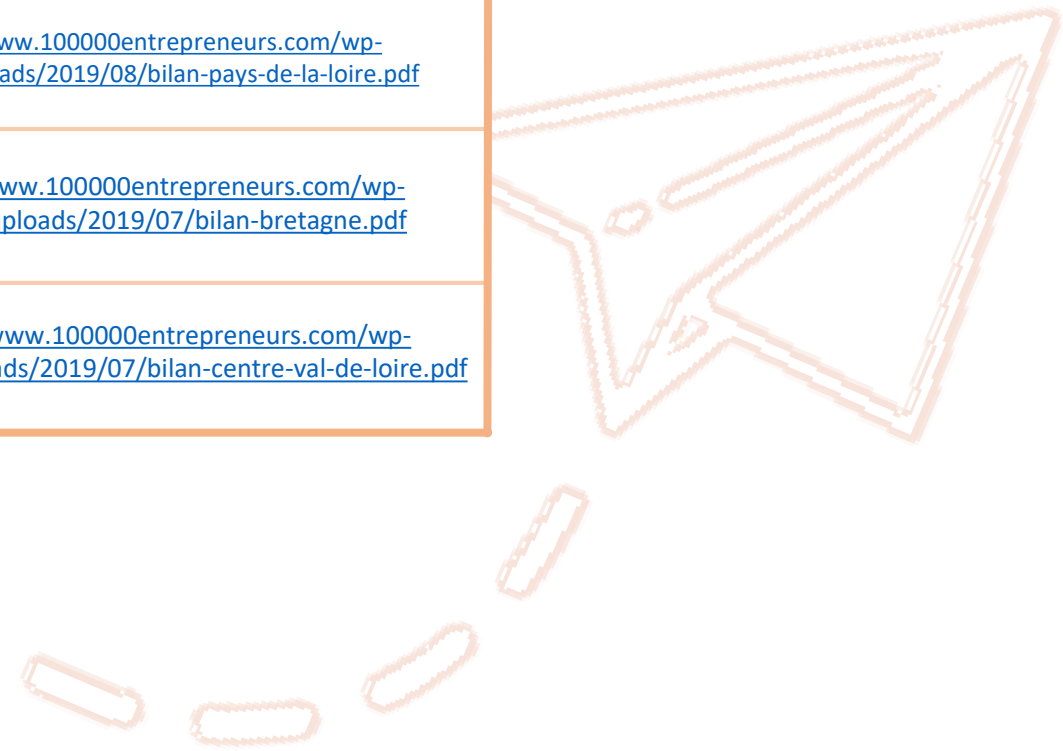 ww.100000entrepreneurs.com/wp-
ads/2019/08/bilan-pays-de-la-loire.pdf
ww.100000entrepreneurs.com/wp-
ploads/2019/07/bilan-bretagne.pdf
www.100000entrepreneurs.com/wp-
ads/2019/07/bilan-centre-val-de-loire.pdf